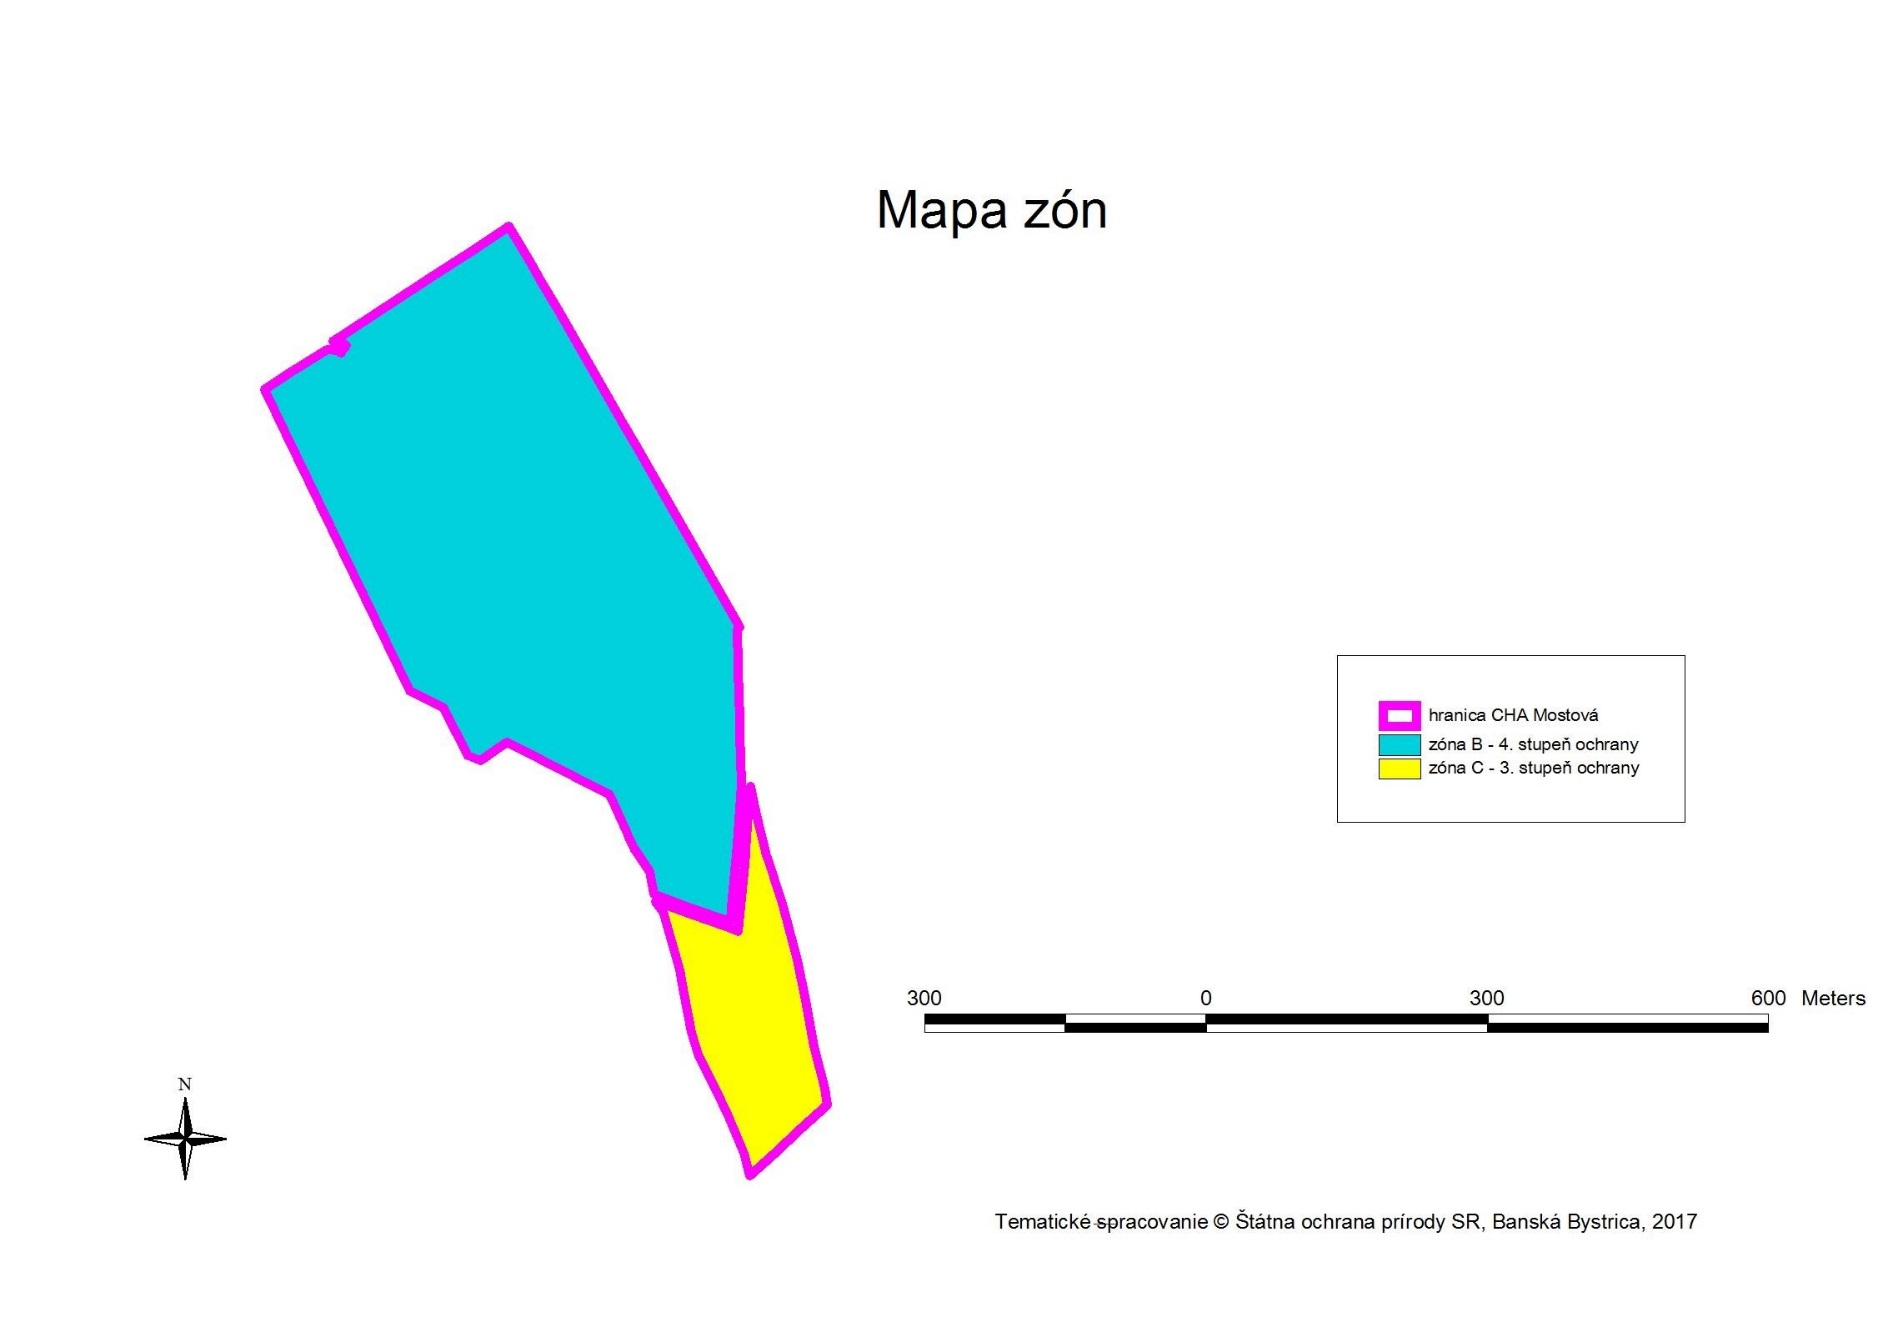 Mapa zón
hranica CHA Mostová
zóna B - 4. stupeň ochrany
zóna C - 3. stupeň ochrany
300 0 300 600 Meters
N
Tematické spracovanie © Štátna ochrana prírody SR, Banská Bystrica, 2017